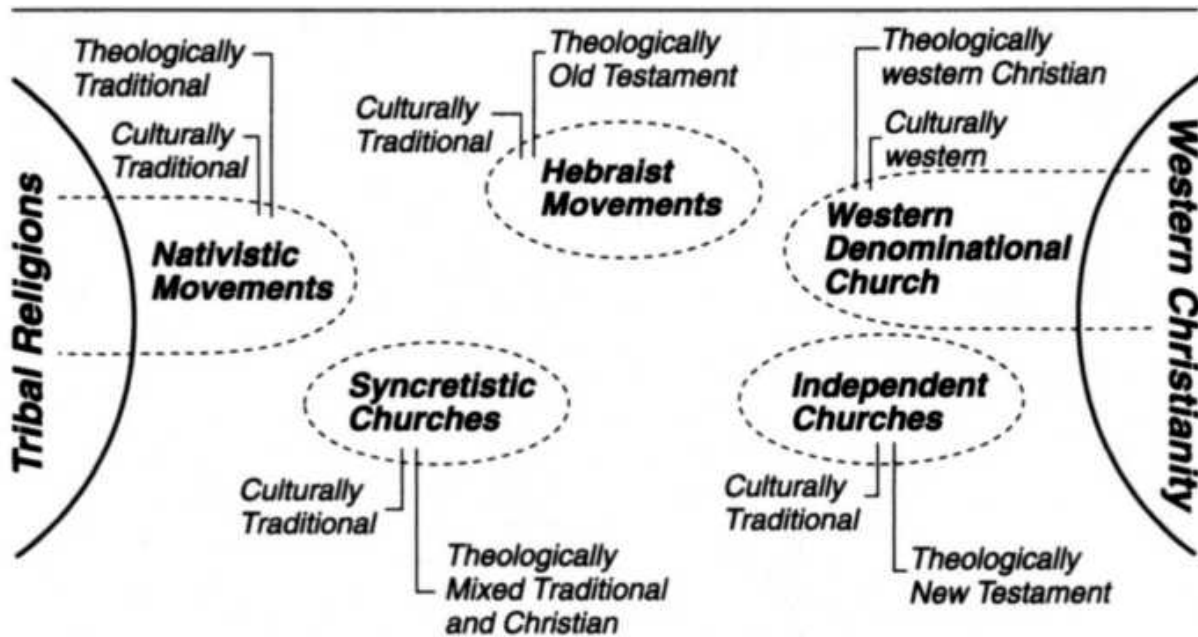 Theologically
Traditional
Culturally
Traditional
Nativistic
Movements
Tribal Religions
Theologically
Old Testament
Culturally
Traditional
Hebraist
Movements
Theologically
western Christian
Culturally
western
Western
Denominational
Church
Western Christianity
Syncretistic
Churches
Culturally
Traditional
Theologically
Mixed Traditional
and Christian
Independent
Churches
Culturally
Traditional
Theologically
New Testament